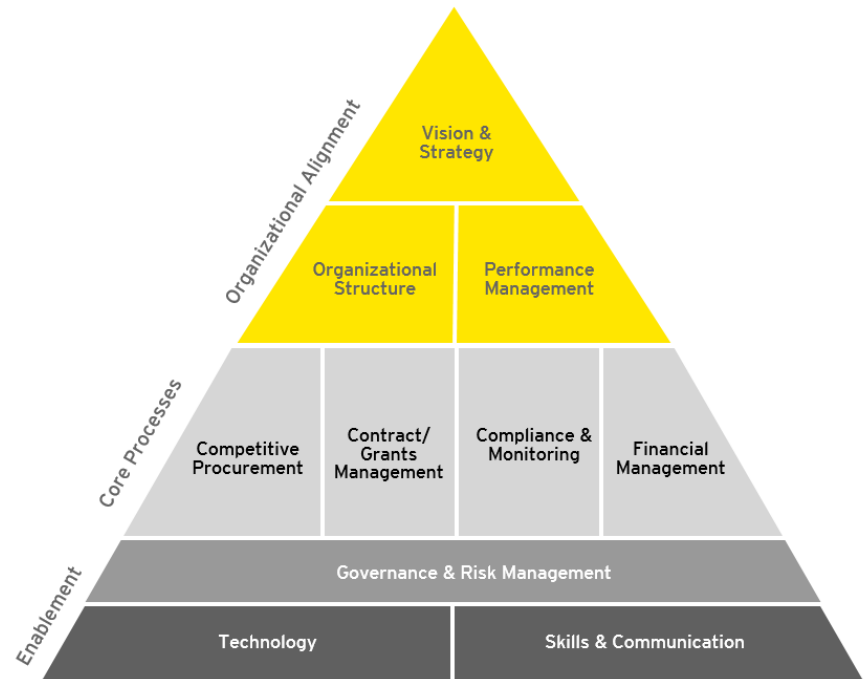 Organizational Alignment
Vision &
Strategy
Organizational
Structure
Performance
Management
Core Processes
Competitive
Procurement
Contract/
Grants
Management
Compliance &
Monitoring
Financial
Management
Enablement
Governance & Risk Management
Technology
Skills & Communication